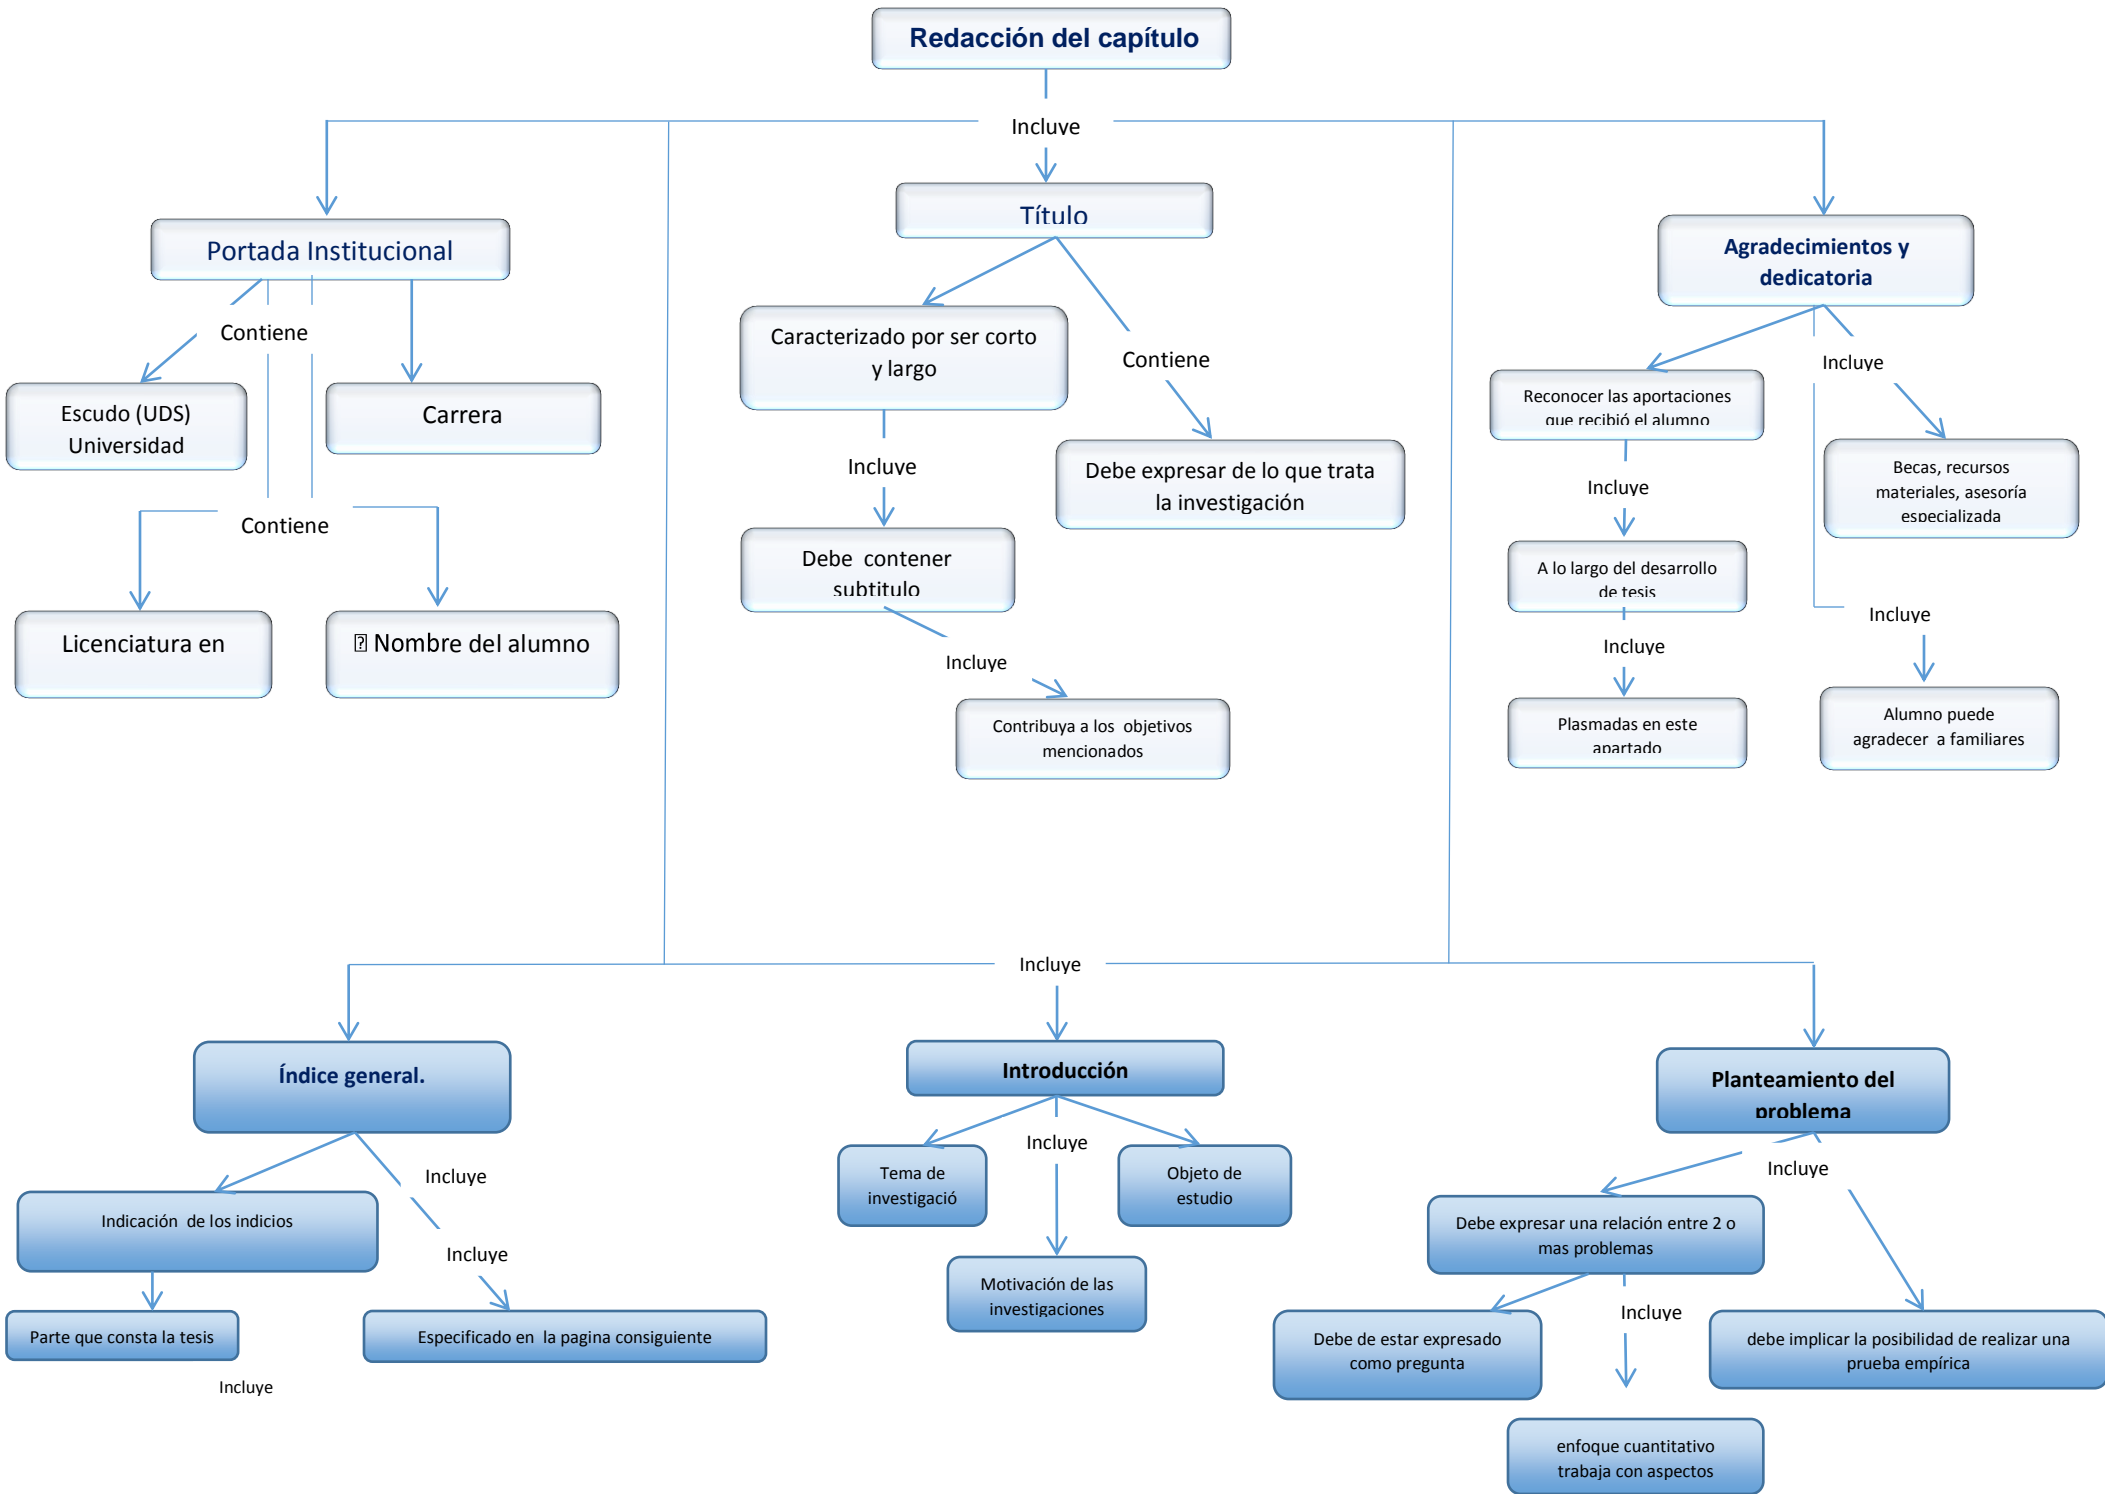 Redacción del capítulo
Incluye
Portada Institucional
Título
Agradecimientos y
dedicatoria
Contiene
Escudo (UDS)
Universidad
Carrera
Contiene
Licenciatura en
Nombre del alumno
Caracterizado por ser corto
y largo
Contiene
Incluye
Debe expresar de lo que trata
la investigación
Debe contener
subtitulo
Incluye
Contribuya a los objetivos
mencionados
Incluye
Reconocer las aportaciones
que recibió el alumno
Becas, recursos
materiales, asesoría
especializada
Incluye
A lo largo del desarrollo
de tesis
Incluye
Incluye
Plasmadas en este
apartado
Alumno puede
agradecer a familiares
Incluye
Índice general.
Introducción
Planteamiento del
problema
Incluye
Indicación de los indicios
Incluye
Parte que consta la tesis
Especificado en la pagina consiguiente
Incluye
Incluye
Tema de
investigació
Objeto de
estudio
Motivación de las
investigaciones
Incluye
Debe expresar una relación entre 2 o
mas problemas
Incluye
Debe de estar expresado
como pregunta
debe implicar la posibilidad de realizar una
prueba empírica
enfoque cuantitativo
trabaja con aspectos